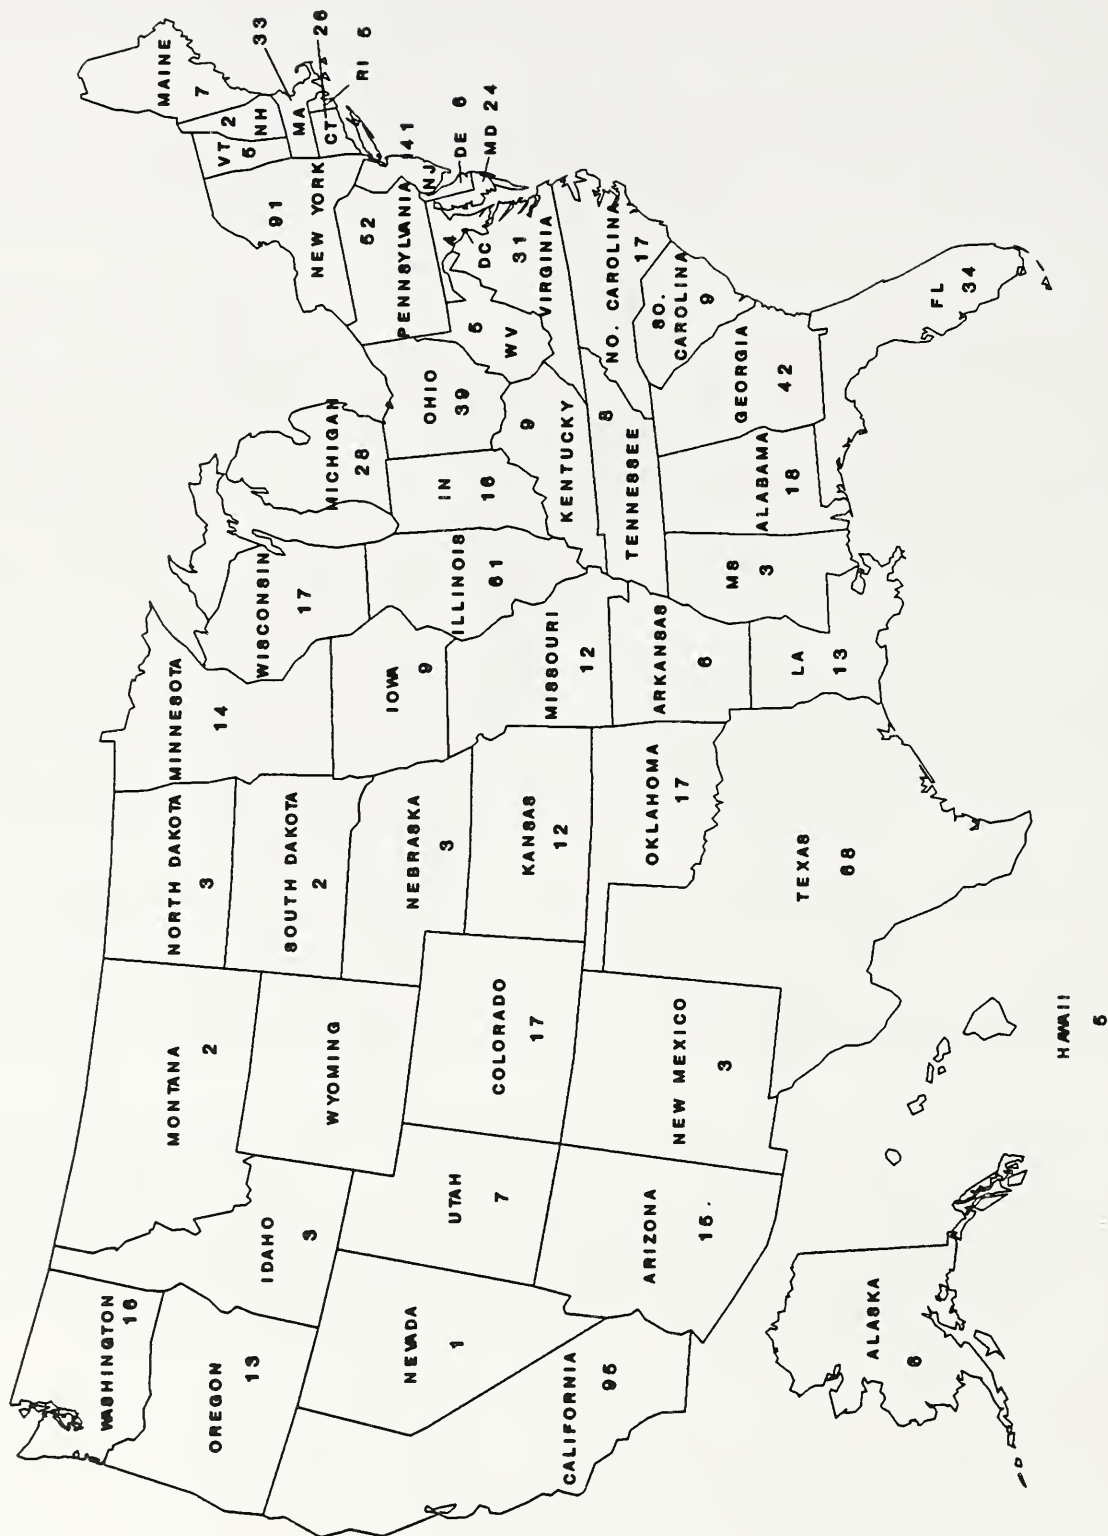 MAINE
7
VT
5
2
NH
33
MA
26
CT
RI 5
NEW YORK
91
PENNSYLVANIA
52
41
NJ
DE 6
MD 24
4
DC
31
VIRGINIA
5
WV
NO. CAROLINA
17
SO.
CAROLINA
9
GEORGIA
42
FL
34
OHIO
39
MICHIGAN
28
IN
16
9
KENTUCKY
8
TENNESSEE
ALABAMA
18
MS
3
WISCONSIN
17
ILLINOIS
61
MINNESOTA
14
IOWA
9
MISSOURI
12
ARKANSAS
6
LA
13
NORTH DAKOTA
3
SOUTH DAKOTA
2
NEBRASKA
3
KANSAS
12
OKLAHOMA
17
TEXAS
68
MONTANA
2
WYOMING
COLORADO
17
NEW MEXICO
3
IDAHO
3
UTAH
7
ARIZONA
15
WASHINGTON
16
OREGON
13
NEVADA
1
CALIFORNIA
95
ALASKA
HAWAII
5